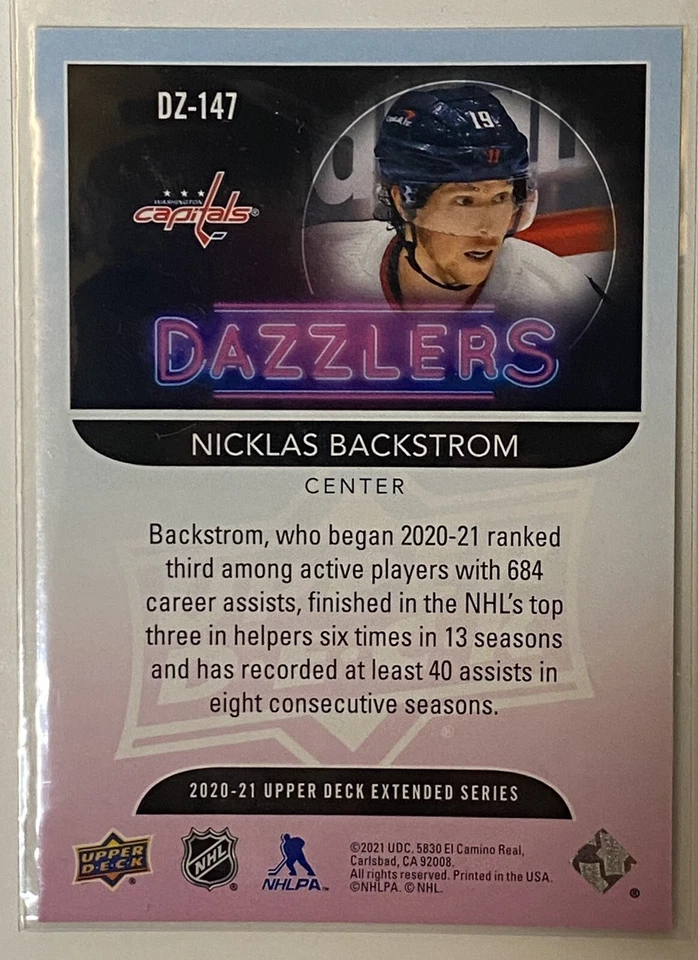 DZ-147
19
WASHINGTON
capitals®
DAZZLERS
NICKLAS BACKSTROM
CENTER
Backstrom, who began 2020-21 ranked
third among active players with 684
career assists, finished in the NHL's top
three in helpers six times in 13 seasons
and has recorded at least 40 assists in
eight consecutive seasons.
2020-21 UPPER DECK EXTENDED SERIES
UPPER
DECK®
NHL®
NHLPA™
©2021 UDC. 5830 El Camino Real,
Carlsbad, CA 92008.
All rights reserved. Printed in the USA.
©NHLPA. © NHL.
®